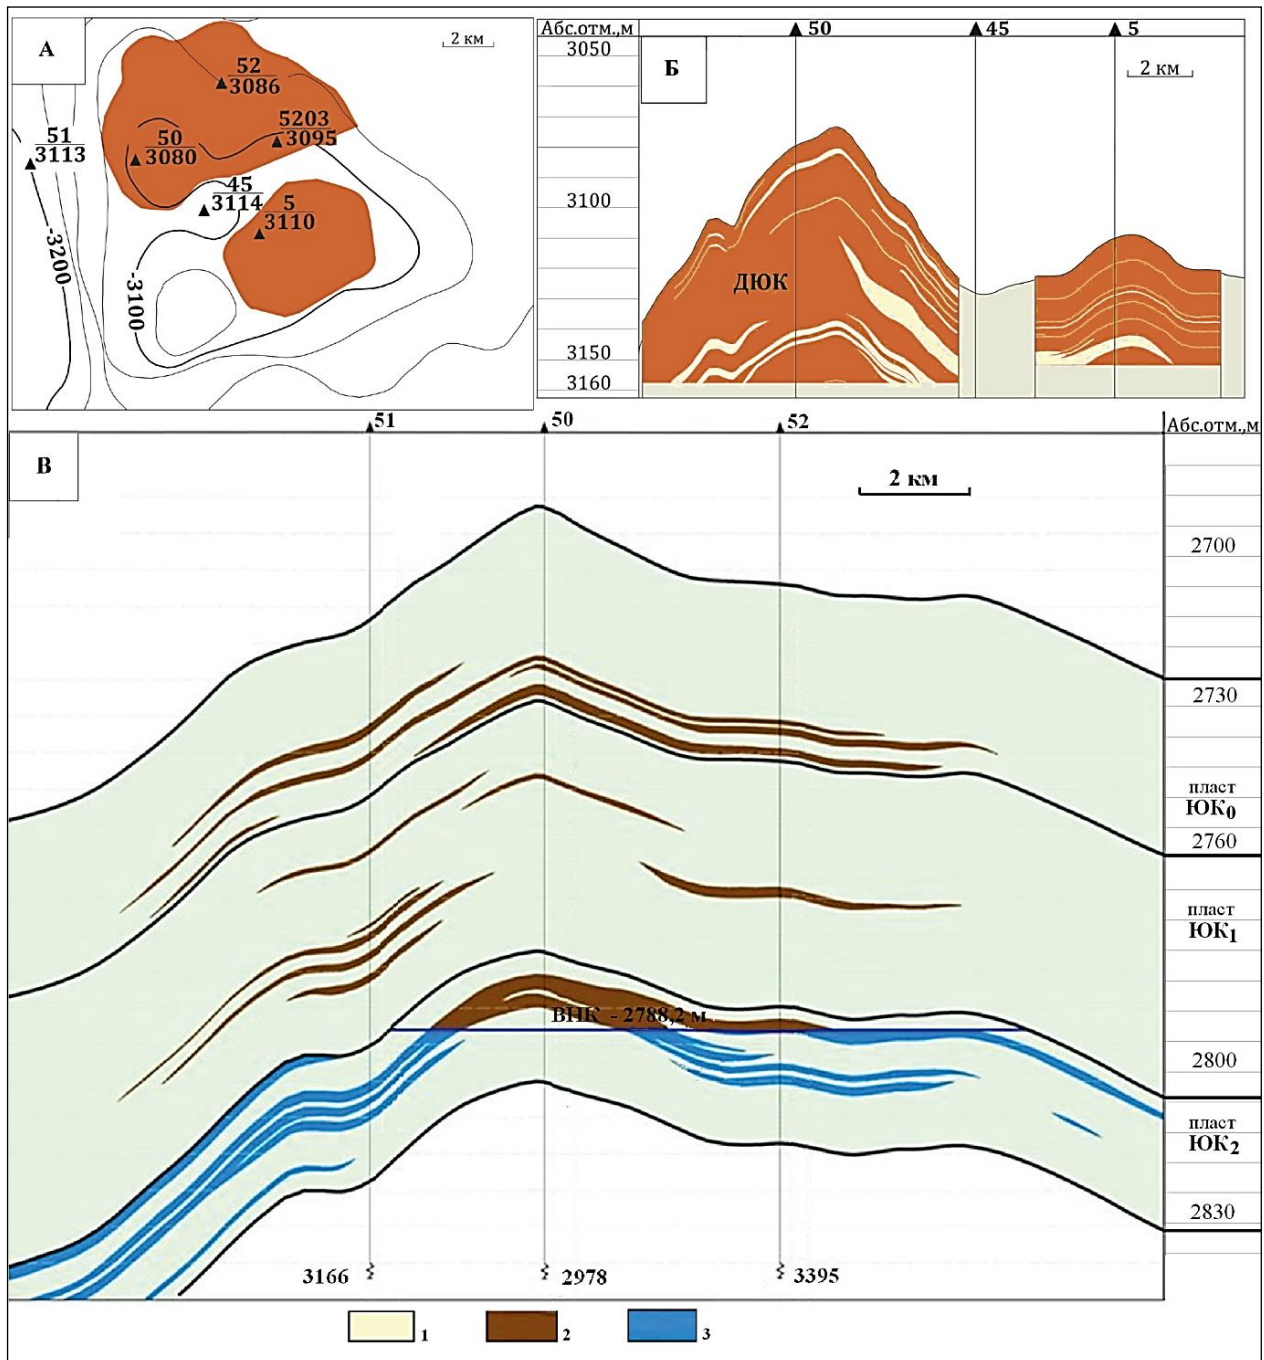 А
2 км
52
3086
5203
3095
51
3113
50
3080
45
3114
5
3110
-3200
-3100
Абс.отм.,м
50
45
5
Б
2 км
3050
3100
ДЮК
3150
3160
51
50
52
Абс.отм.,м
В
2 км
2700
2730
пласт
ЮК0
2760
пласт
ЮК1
ВНК - 2788,2 м
2800
пласт
ЮК2
2830
3166
2978
3395
1
2
3